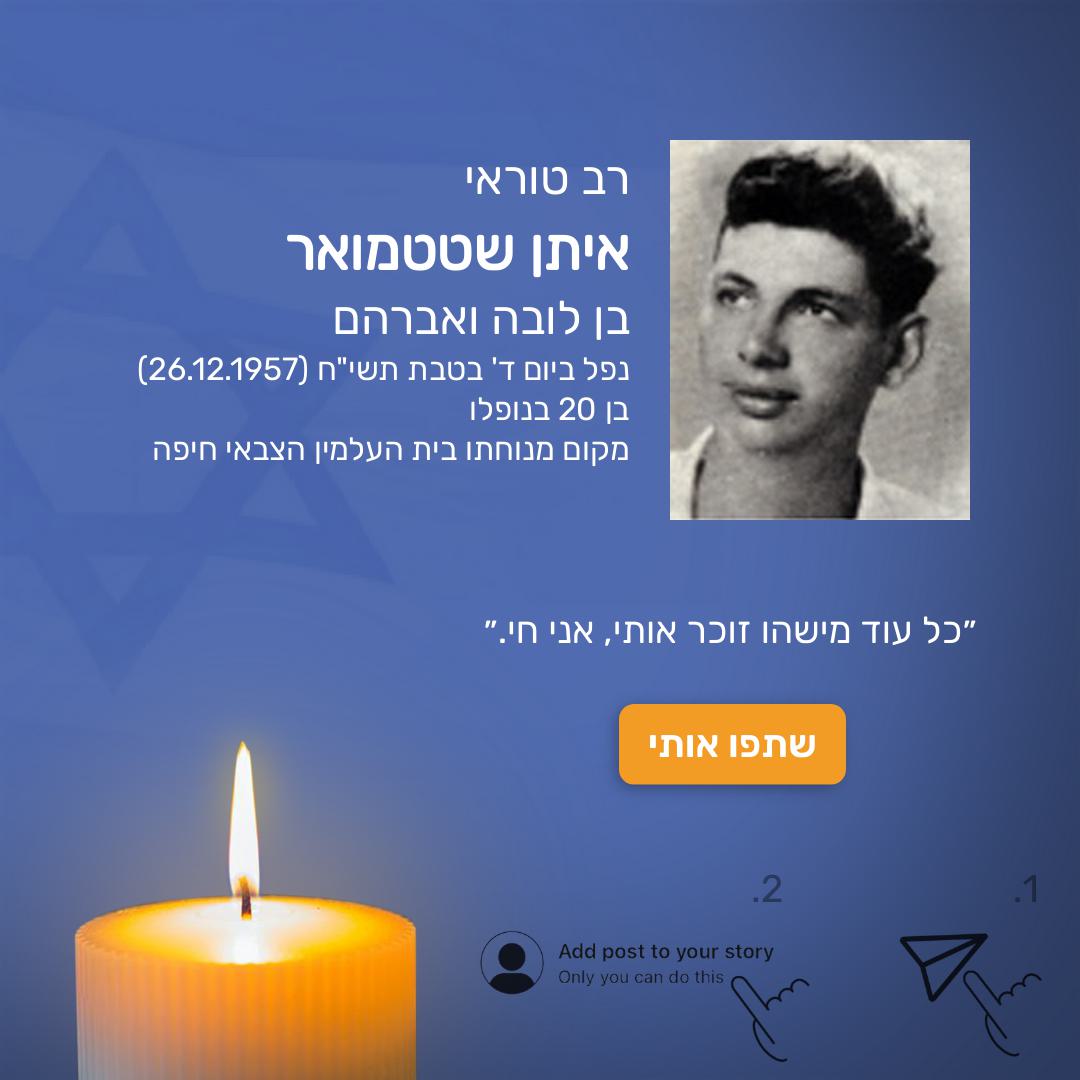 רב טוראי
איתן שטטמואר
בן לובה ואברהם
נפל ביום ד' בטבת תשי"ח (26.12.1957)
בן 20 בנופלו
מקום מנוחתו בית העלמין הצבאי חיפה
״כל עוד מישהו זוכר אותי, אני חי.״
שתפו אותי
1.
2.
Add post to your story
Only you can do this